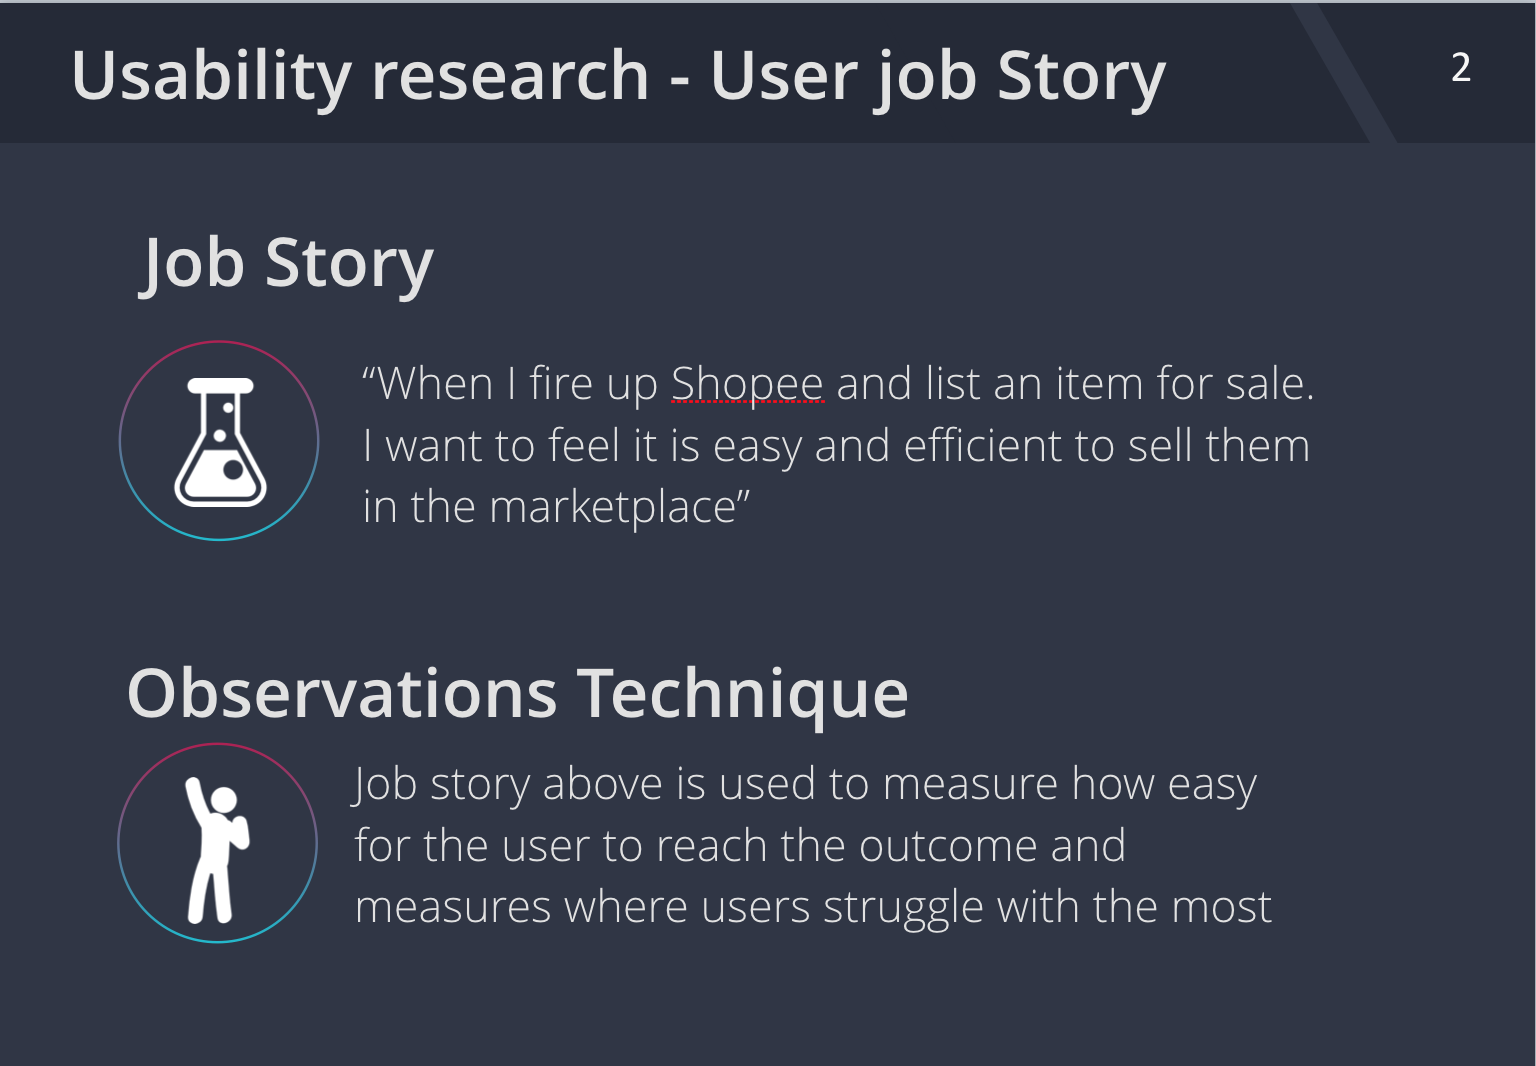 Usability research - User job Story
2
Job Story
“When I fire up Shopee and list an item for sale.
I want to feel it is easy and efficient to sell them
in the marketplace”
Observations Technique
Job story above is used to measure how easy
for the user to reach the outcome and
measures where users struggle with the most